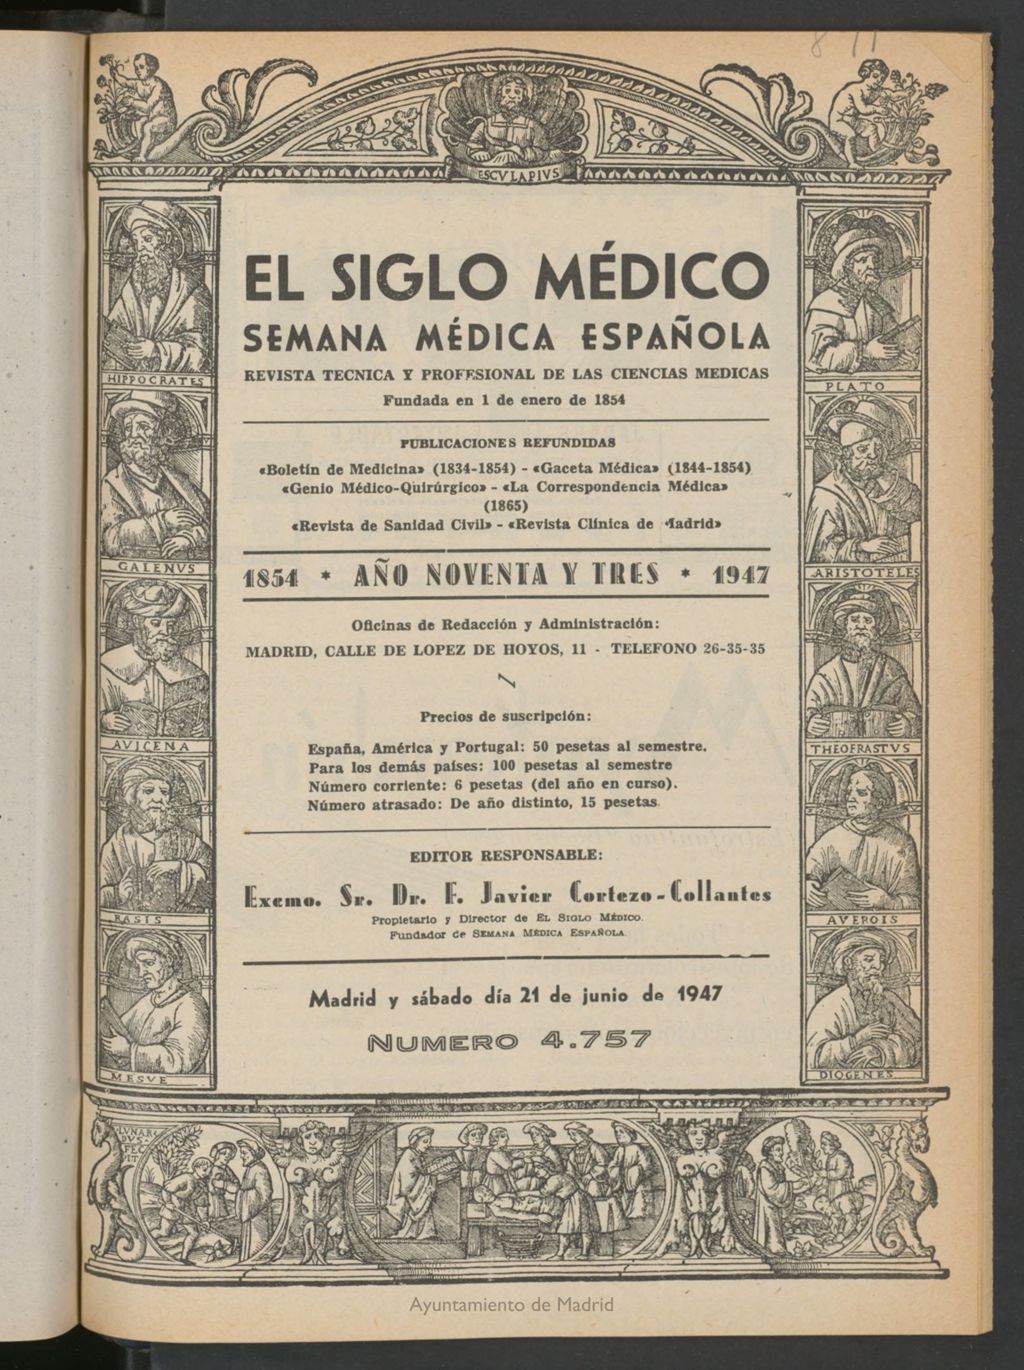 8 11
ESCVLAPIVS
EL SIGLO MÉDICO
SEMANA MÉDICA ESPAÑOLA
REVISTA TECNICA Y PROFESIONAL DE LAS CIENCIAS MEDICAS
Fundada en 1 de enero de 1854
PUBLICACIONES REFUNDIDAS
«Boletín de Medicina» (1834-1854) - «Gaceta Médica» (1844-1854)
«Genio Médico-Quirúrgico» - «La Correspondencia Médica»
(1865)
«Revista de Sanidad Civil» - «Revista Clínica de Madrid»
1854 * AÑO NOVENTA Y TRES * 1947
Oficinas de Redacción y Administración:
MADRID, CALLE DE LOPEZ DE HOYOS, 11 - TELEFONO 26-35-35
Precios de suscripción:
España, América y Portugal: 50 pesetas al semestre.
Para los demás países: 100 pesetas al semestre
Número corriente: 6 pesetas (del año en curso).
Número atrasado: De año distinto, 15 pesetas.
EDITOR RESPONSABLE:
Excmo. Sr. Dr. F. Javier Cortezo-Collantes
Propietario y Director de EL SIGLO MÉDICO.
Fundador de SEMANA MÉDICA ESPAÑOLA
Madrid y sábado día 21 de junio de 1947
NUMERO 4.757
HIPPOCRATES
GALENVS
AVICENA
RASIS
MESVE
PLATO
ARISTOTELES
THEOFRASTVS
AVEROIS
DIOGENES
LVNARI
VVS
FEC
IT
Ayuntamiento de Madrid